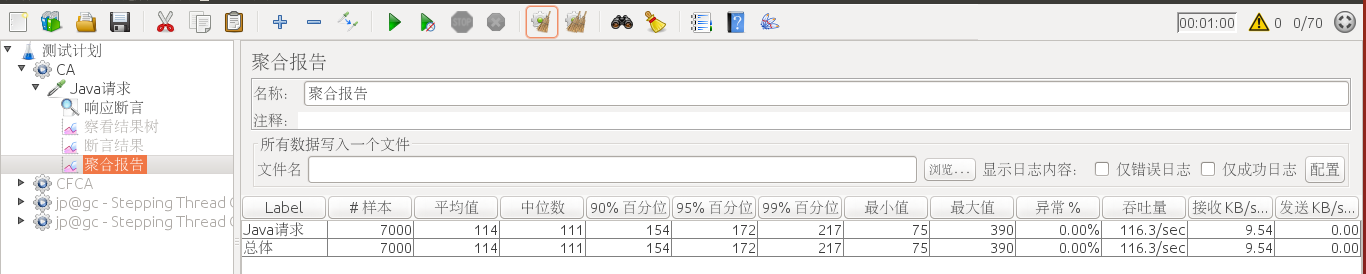 STOP
00:01:00 0 0/70
测试计划
CA
Java请求
响应断言
察看结果树
断言结果
聚合报告
CFCA
jp@gc - Stepping Thread
jp@gc - Stepping Thread
聚合报告
名称： 聚合报告
注释：
所有数据写入一个文件
文件名 浏览... 显示日志内容： 仅错误日志 仅成功日志 配置
Label # 样本 平均值 中位数 90% 百分位 95% 百分位 99% 百分位 最小值 最大值 异常 % 吞吐量 接收 KB/s... 发送 KB/s...
Java请求 7000 114 111 154 172 217 75 390 0.00% 116.3/sec 9.54 0.00
总体 7000 114 111 154 172 217 75 390 0.00% 116.3/sec 9.54 0.00